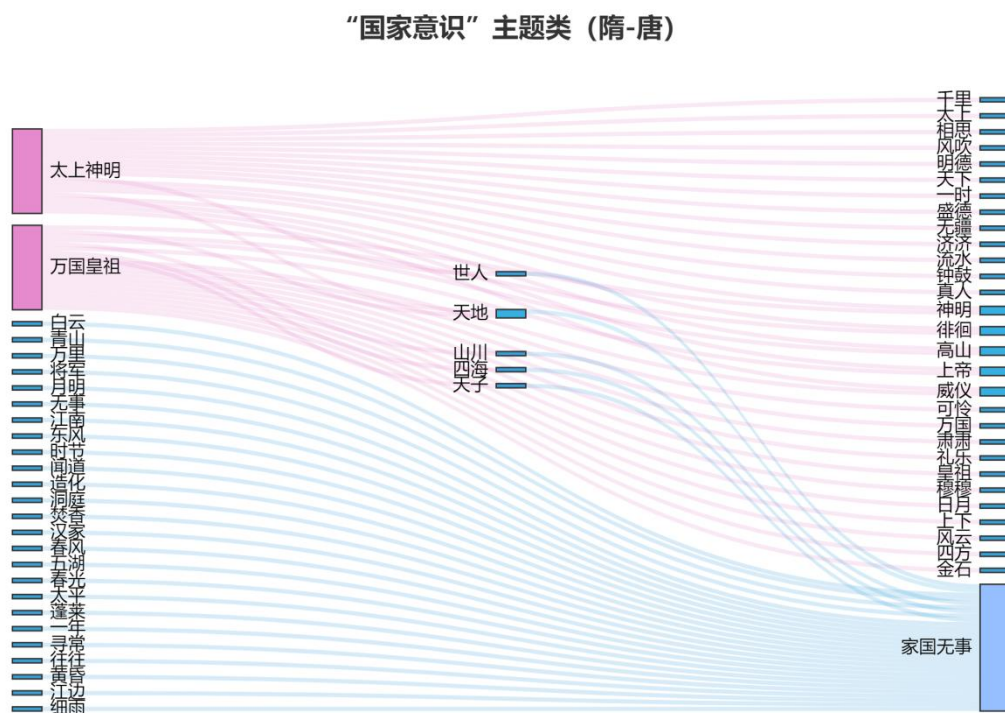 “国家意识”主题类（隋-唐）
太上神明
万国皇祖
白云
青山
万里
将军
月明
无事
江南
东风
时节
闻道
造化
洞庭
焚香
汉家
春风
五湖
春光
太平
蓬莱
一年
寻常
往往
黄昏
江边
细雨
世人
天地
山川
四海
天子
千里
太上
相思
风吹
明德
天下
一时
盛德
无疆
济济
流水
钟鼓
真人
神明
徘徊
高山
上帝
威仪
可怜
万国
肃肃
礼乐
皇祖
穆穆
日月
上下
风云
四方
金石
家国无事